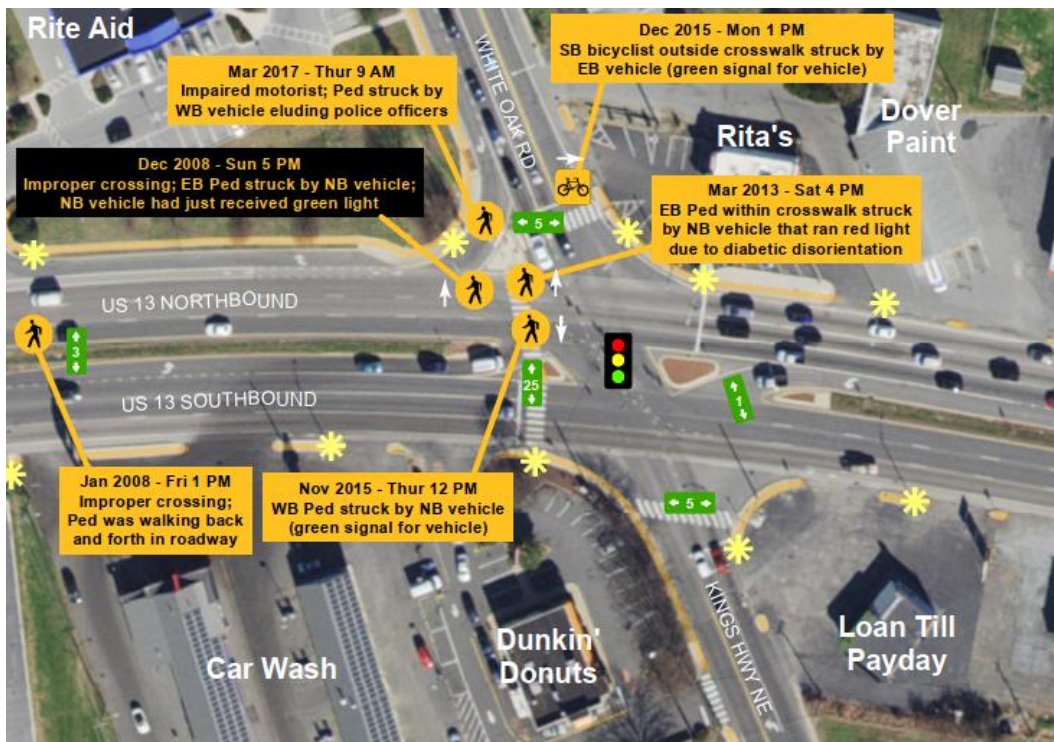 Rite Aid
WHITE OAK RD
Dec 2015 - Mon 1 PM
SB bicyclist outside crosswalk struck by
EB vehicle (green signal for vehicle)
Mar 2017 - Thur 9 AM
Impaired motorist; Ped struck by
WB vehicle eluding police officers
Dover
Paint
Rita's
Dec 2008 - Sun 5 PM
Improper crossing; EB Ped struck by NB vehicle;
NB vehicle had just received green light
Mar 2013 - Sat 4 PM
EB Ped within crosswalk struck
by NB vehicle that ran red light
due to diabetic disorientation
5
US 13 NORTHBOUND
3
25
1
US 13 SOUTHBOUND
Jan 2008 - Fri 1 PM
Improper crossing;
Ped was walking back
and forth in roadway
Nov 2015 - Thur 12 PM
WB Ped struck by NB vehicle
(green signal for vehicle)
5
KINGS HWY NE
Car Wash
Dunkin'
Donuts
Loan Till
Payday